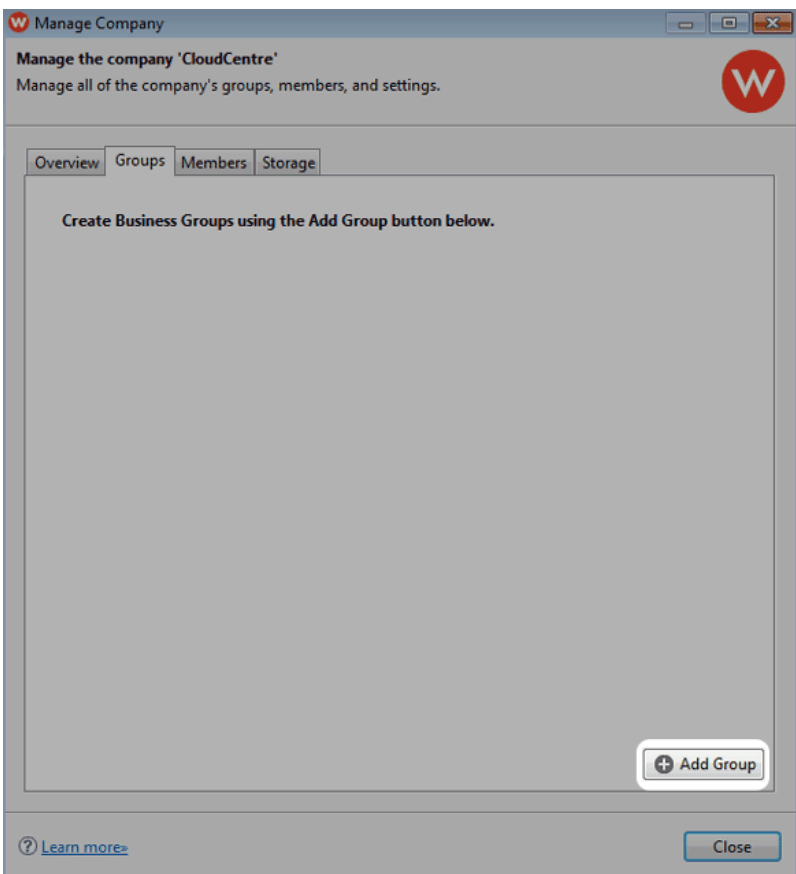 Manage Company
Manage the company 'CloudCentre'
Manage all of the company's groups, members, and settings.
W
Overview Groups Members Storage
Create Business Groups using the Add Group button below.
Add Group
? Learn more»
Close